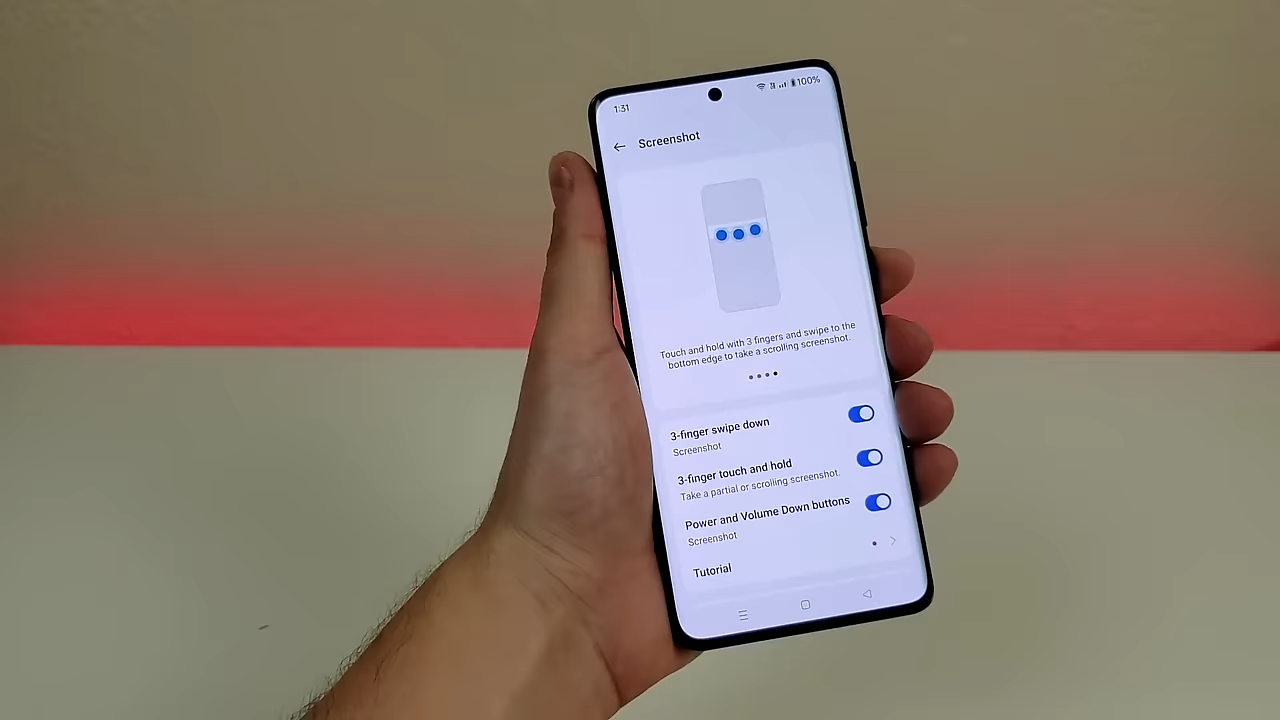 1:31
100%
Screenshot
Touch and hold with 3 fingers and swipe to the
bottom edge to take a scrolling screenshot.
3-finger swipe down
Screenshot
3-finger touch and hold
Take a partial or scrolling screenshot.
Power and Volume Down buttons
Screenshot
Tutorial